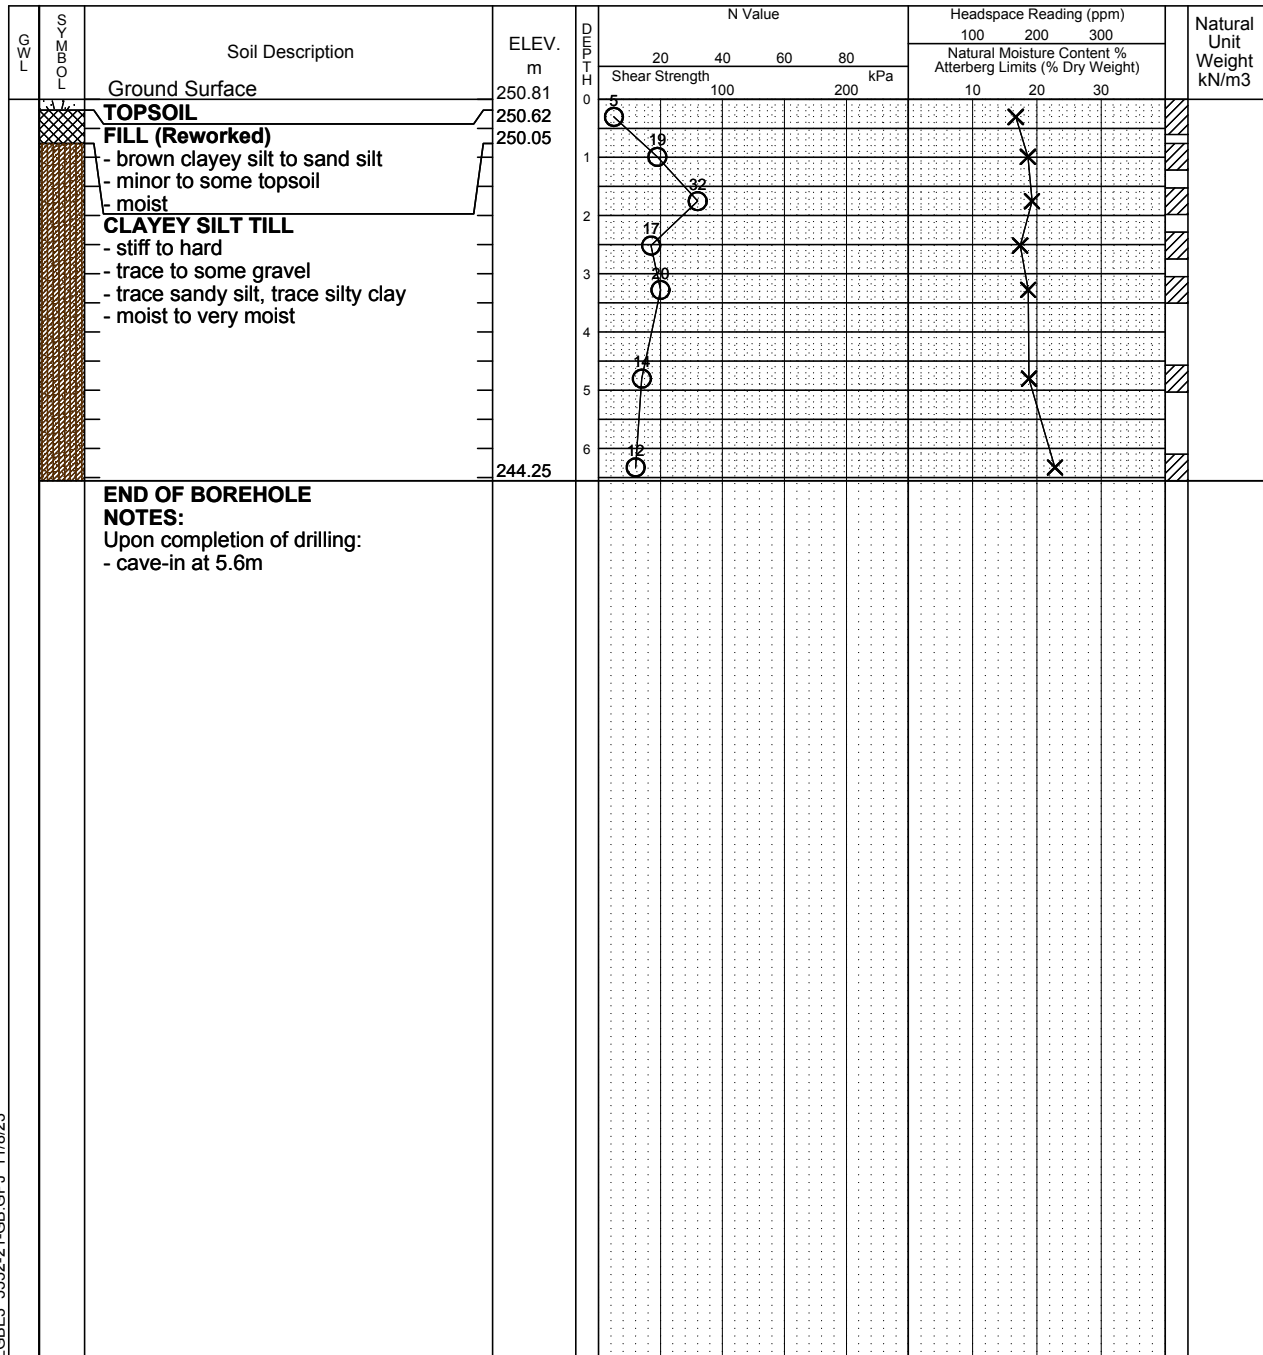 GWL
SYMBOL
Soil Description
ELEV.
m
DEPTH
N Value
20 40 60 80
Shear Strength kPa
100 200
Headspace Reading (ppm)
100 200 300
Natural Moisture Content %
Atterberg Limits (% Dry Weight)
10 20 30
Natural
Unit
Weight
kN/m3
Ground Surface 250.81 0
TOPSOIL 250.62
5
FILL (Reworked) 250.05
19
- brown clayey silt to sand silt 1
- minor to some topsoil
32
- moist
2
CLAYEY SILT TILL
17
- stiff to hard
- trace to some gravel 3
20
- trace sandy silt, trace silty clay
- moist to very moist
4
14
5
6
12
244.25
END OF BOREHOLE
NOTES:
Upon completion of drilling:
- cave-in at 5.6m